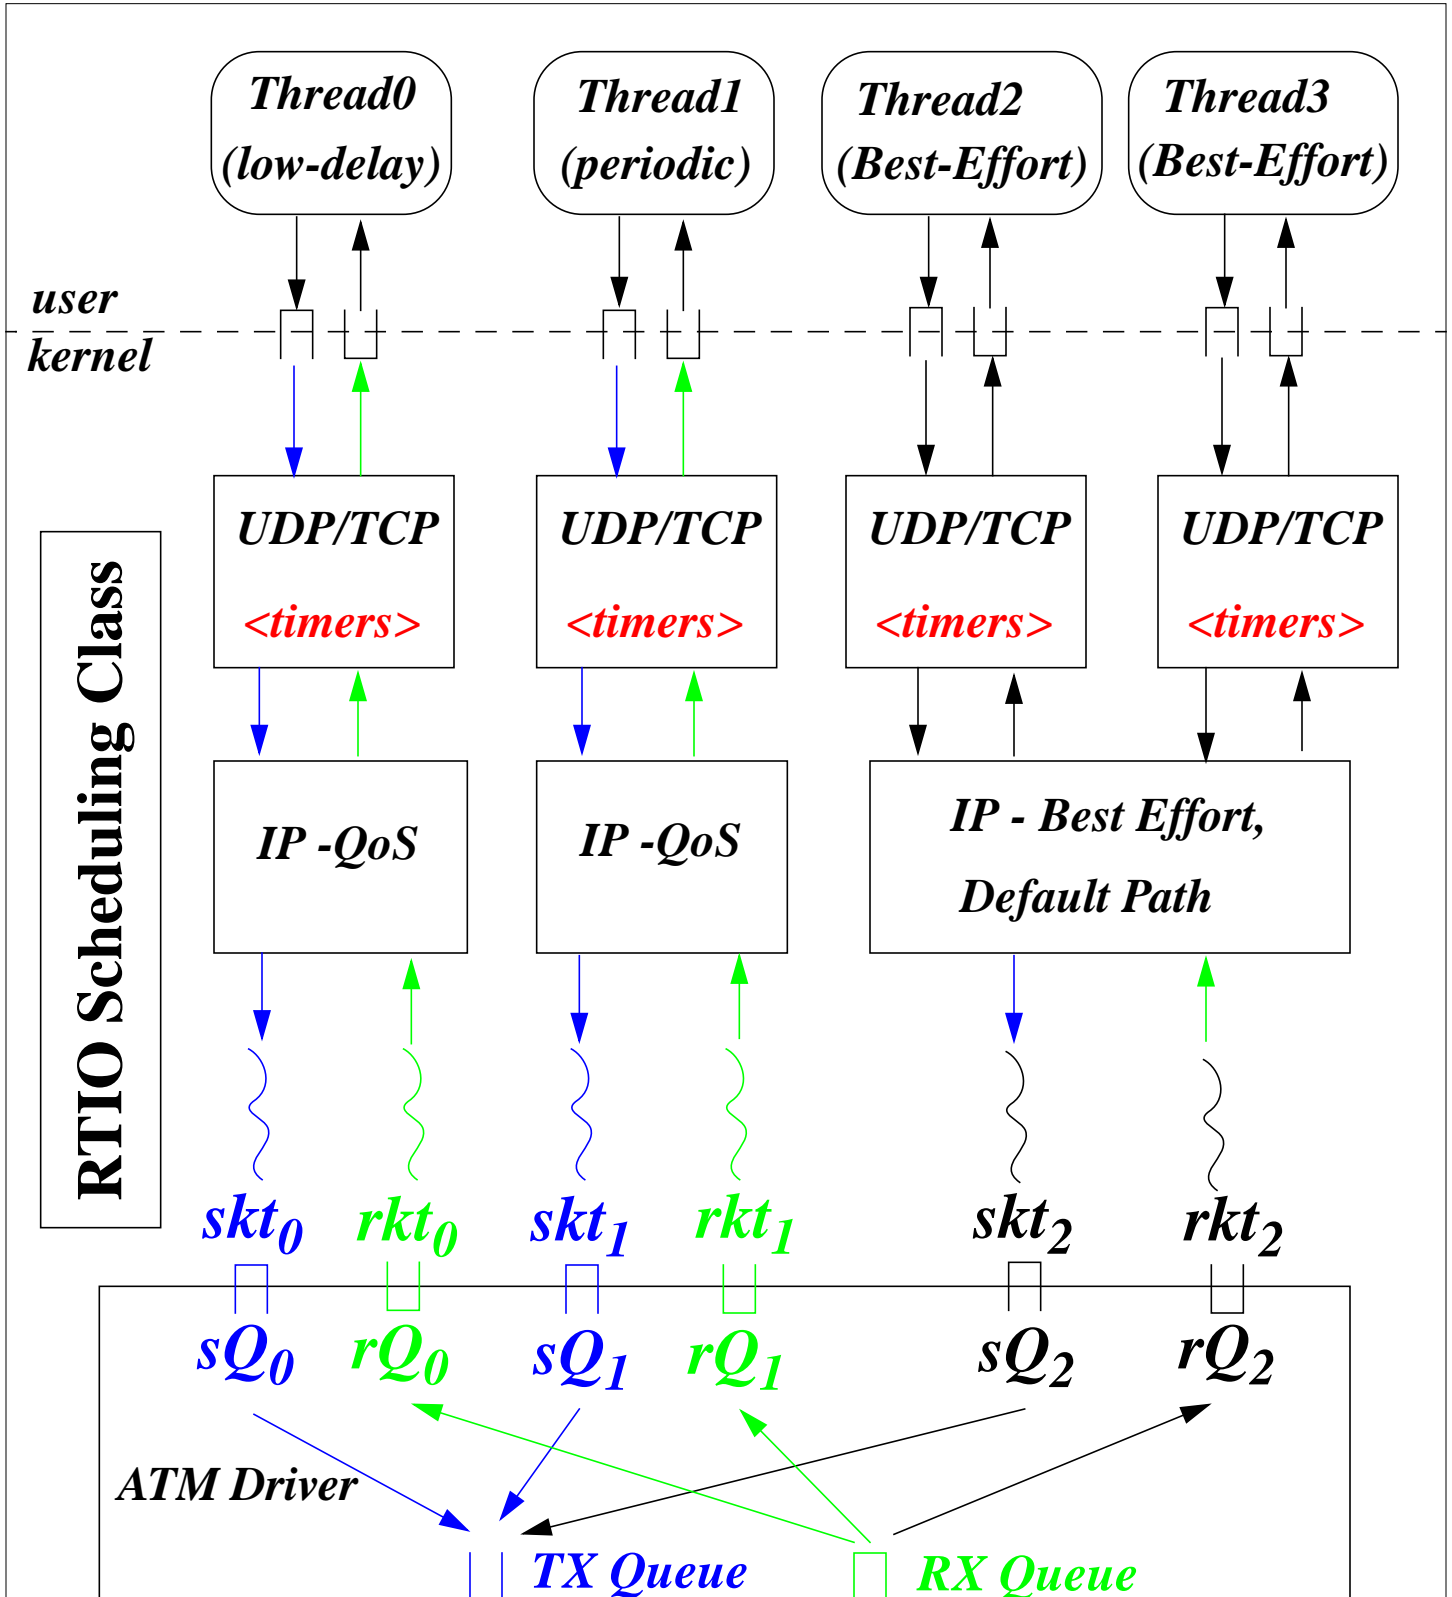 Thread0
(low-delay)
Thread1
(periodic)
Thread2
(Best-Effort)
Thread3
(Best-Effort)
user
kernel
UDP/TCP
<timers>
UDP/TCP
<timers>
UDP/TCP
<timers>
UDP/TCP
<timers>
RTIO Scheduling Class
IP -QoS
IP -QoS
IP - Best Effort,
Default Path
skt0
rkt0
skt1
rkt1
skt2
rkt2
sQ0
rQ0
sQ1
rQ1
sQ2
rQ2
ATM Driver
TX Queue
RX Queue